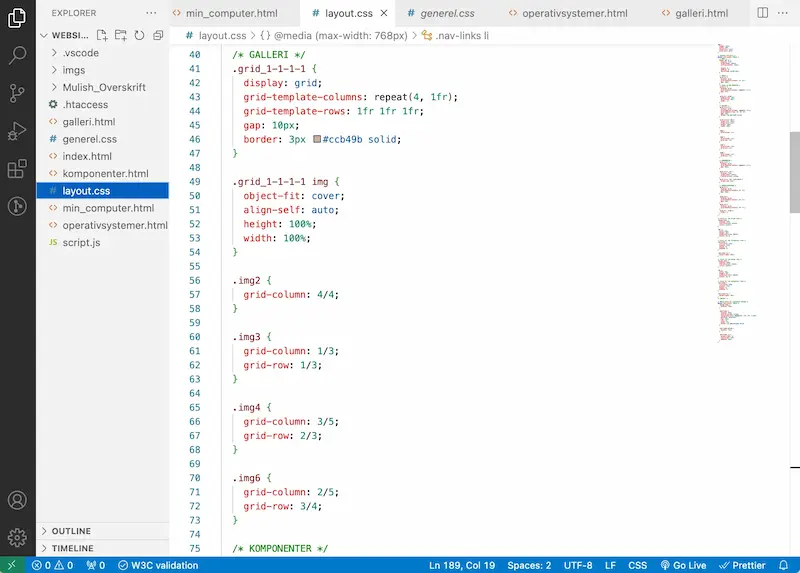 EXPLORER
min_computer.html
layout.css
generel.css
operativsystemer.html
galleri.html
WEBSI...
layout.css > {} @media (max-width: 768px) > .nav-links li
.vscode
imgs
Mulish_Overskrift
.htaccess
galleri.html
generel.css
index.html
komponenter.html
layout.css
min_computer.html
operativsystemer.html
JS script.js
OUTLINE
TIMELINE
40 /* GALLERI */
41 .grid_1-1-1-1 {
42 display: grid;
43 grid-template-columns: repeat(4, 1fr);
44 grid-template-rows: 1fr 1fr 1fr;
45 gap: 10px;
46 border: 3px #ccb49b solid;
47 }
48
49 .grid_1-1-1-1 img {
50 object-fit: cover;
51 align-self: auto;
52 height: 100%;
53 width: 100%;
54 }
55
56 .img2 {
57 grid-column: 4/4;
58 }
59
60 .img3 {
61 grid-column: 1/3;
62 grid-row: 1/3;
63 }
64
65 .img4 {
66 grid-column: 3/5;
67 grid-row: 2/3;
68 }
69
70 .img6 {
71 grid-column: 2/5;
72 grid-row: 3/4;
73 }
74
75 /* KOMPONENTER */
0 0 0 W3C validation Ln 189, Col 19 Spaces: 2 UTF-8 LF CSS Go Live Prettier